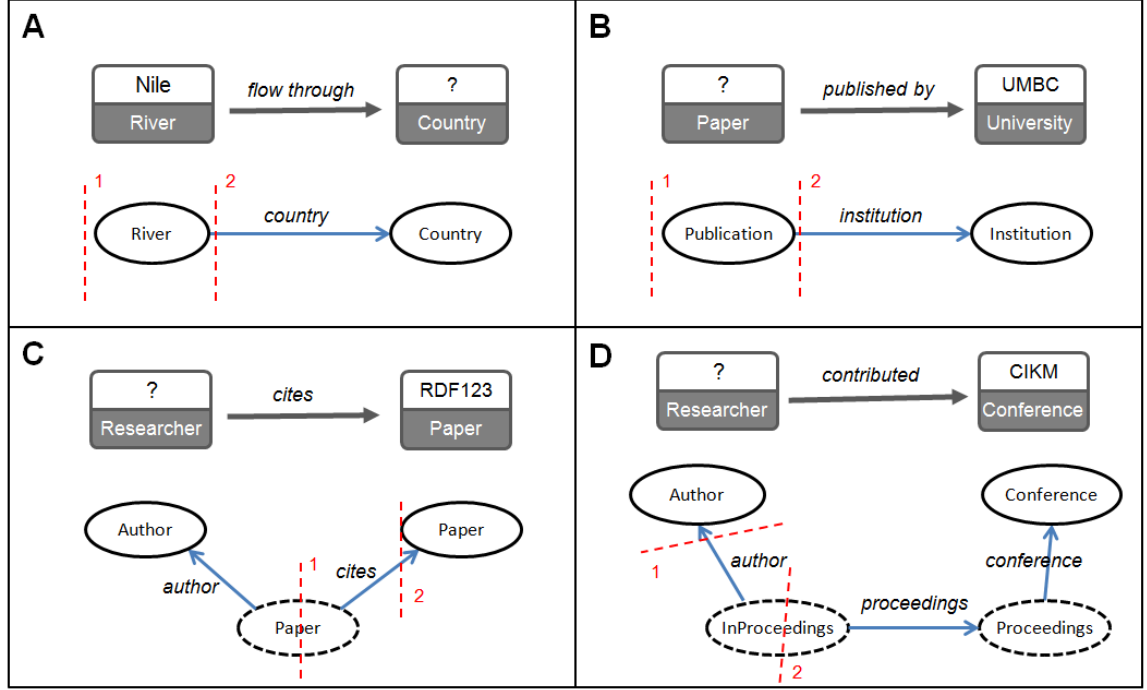 A
Nile
River
flow through
?
Country
1
2
River
country
Country
B
?
Paper
published by
UMBC
University
1
2
Publication
institution
Institution
C
?
Researcher
cites
RDF123
Paper
Author
Paper
author
1
cites
2
Paper
D
?
Researcher
contributed
CIKM
Conference
Author
Conference
1
author
conference
InProceedings
proceedings
Proceedings
2